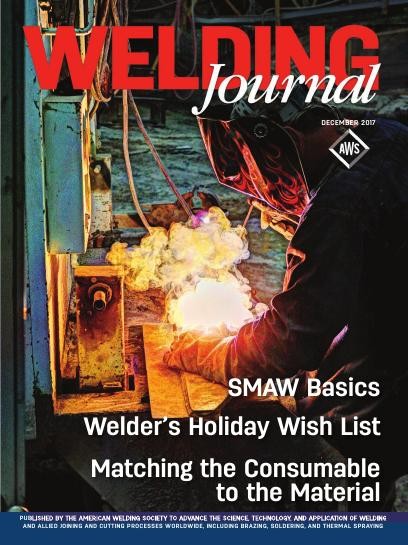 WELDING
Journal
DECEMBER 2017
AWS
SMAW Basics
Welder's Holiday Wish List
Matching the Consumable
to the Material
PUBLISHED BY THE AMERICAN WELDING SOCIETY TO ADVANCE THE SCIENCE, TECHNOLOGY, AND APPLICATION OF WELDING
AND ALLIED JOINING AND CUTTING PROCESSES WORLDWIDE, INCLUDING BRAZING, SOLDERING, AND THERMAL SPRAYING